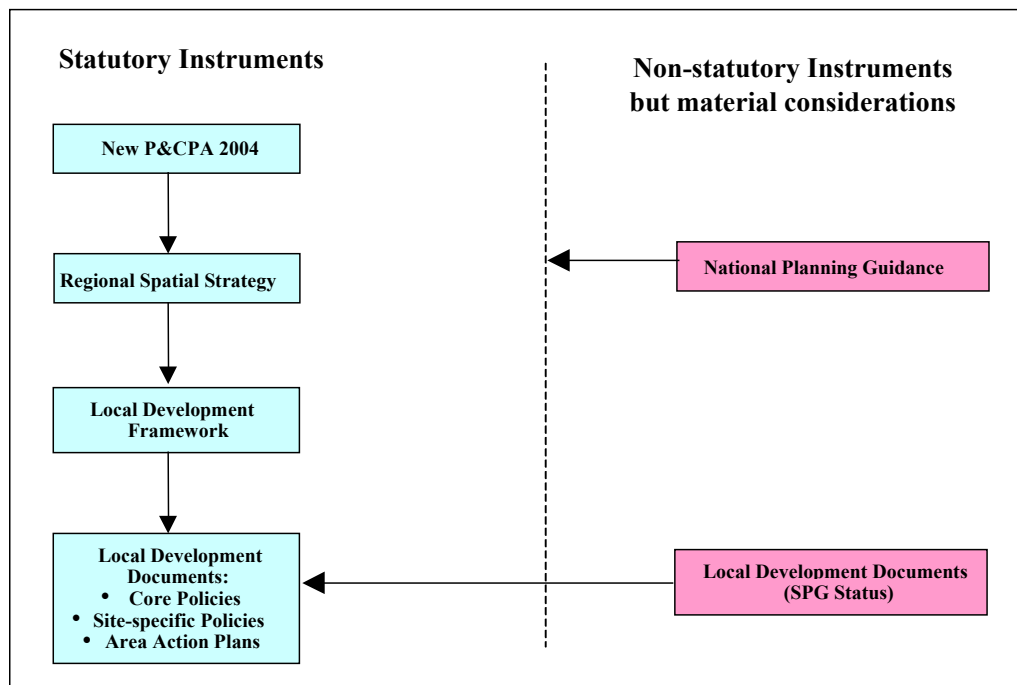 Statutory Instruments
Non-statutory Instruments
but material considerations
New P&CPA 2004
Regional Spatial Strategy
National Planning Guidance
Local Development
Framework
Local Development
Documents:
• Core Policies
• Site-specific Policies
• Area Action Plans
Local Development Documents
(SPG Status)